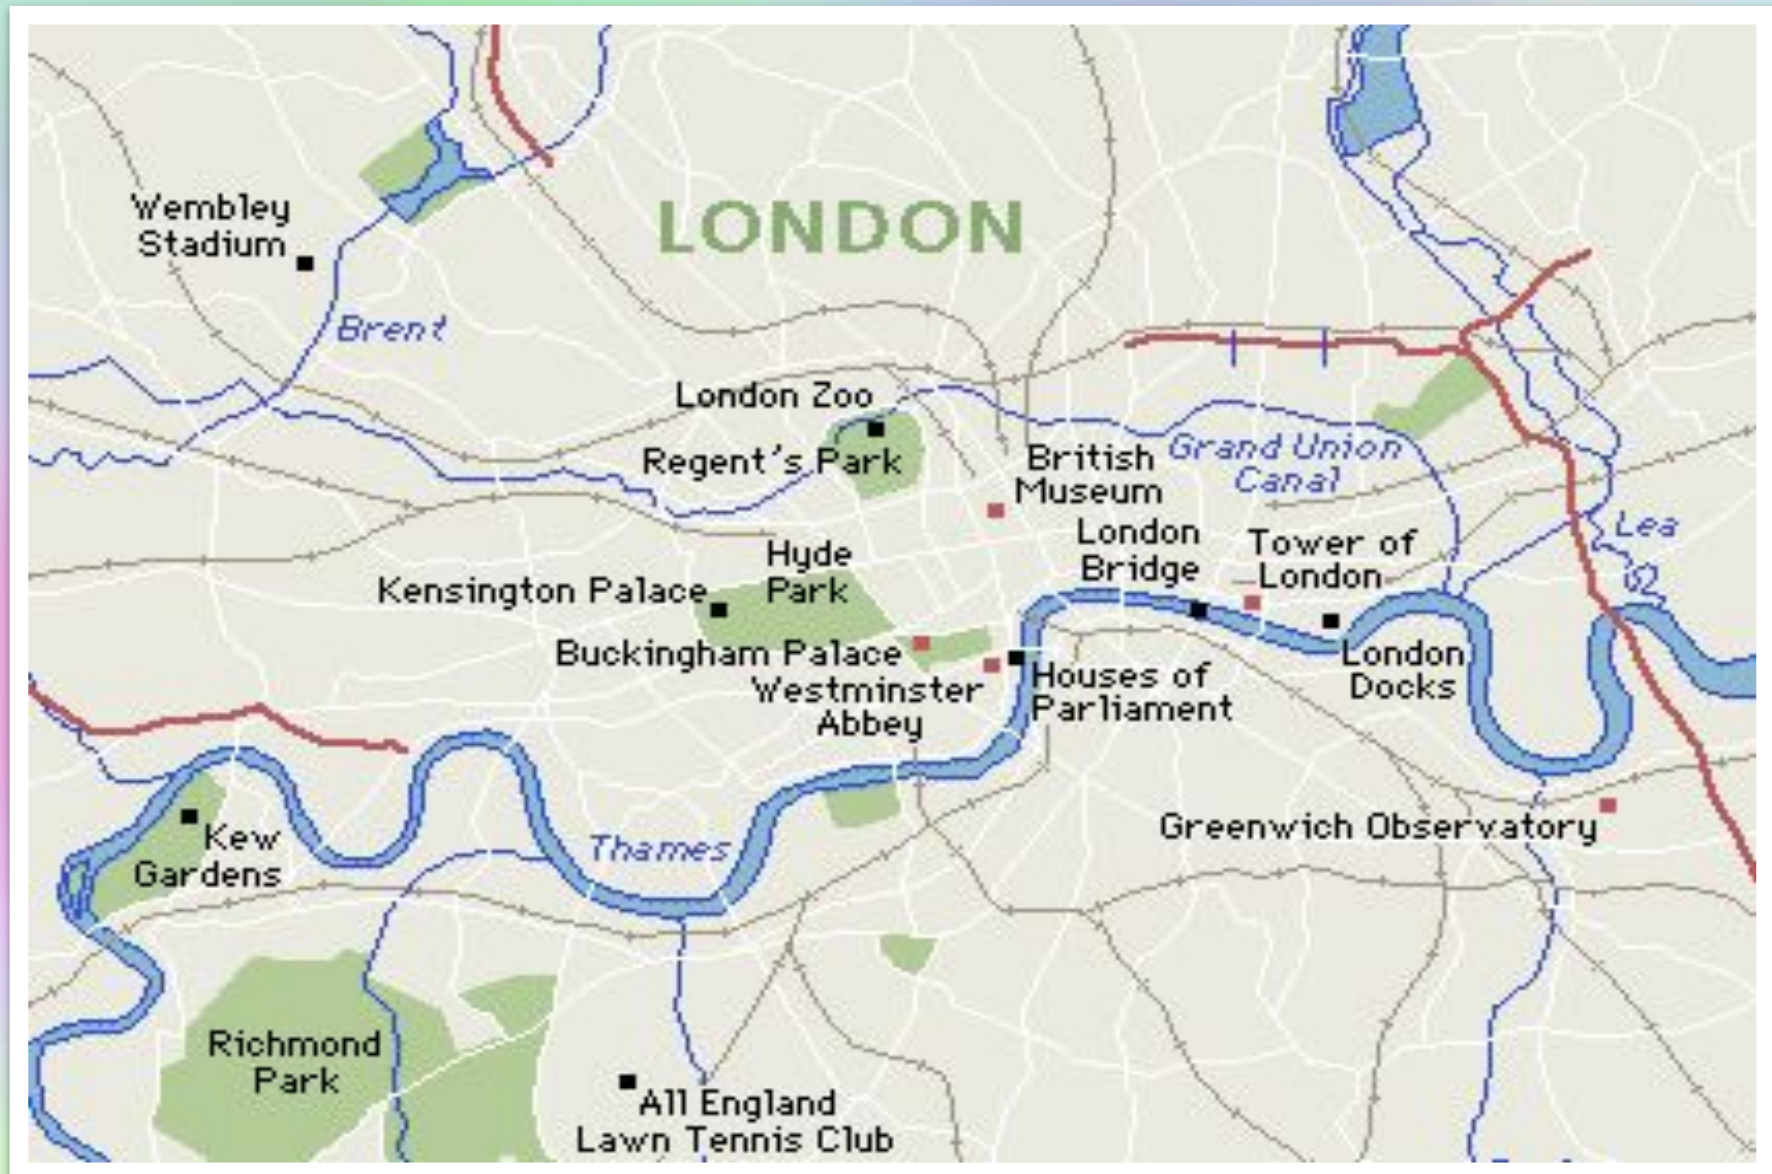 LONDON
Wembley
Stadium
Brent
London Zoo
Regent's Park
British
Museum
Grand Union
Canal
London
Bridge
Tower of
London
Lea
Hyde
Park
Kensington Palace
Buckingham Palace
Westminster
Abbey
Houses of
Parliament
London
Docks
Kew
Gardens
Thames
Greenwich Observatory
Richmond
Park
All England
Lawn Tennis Club